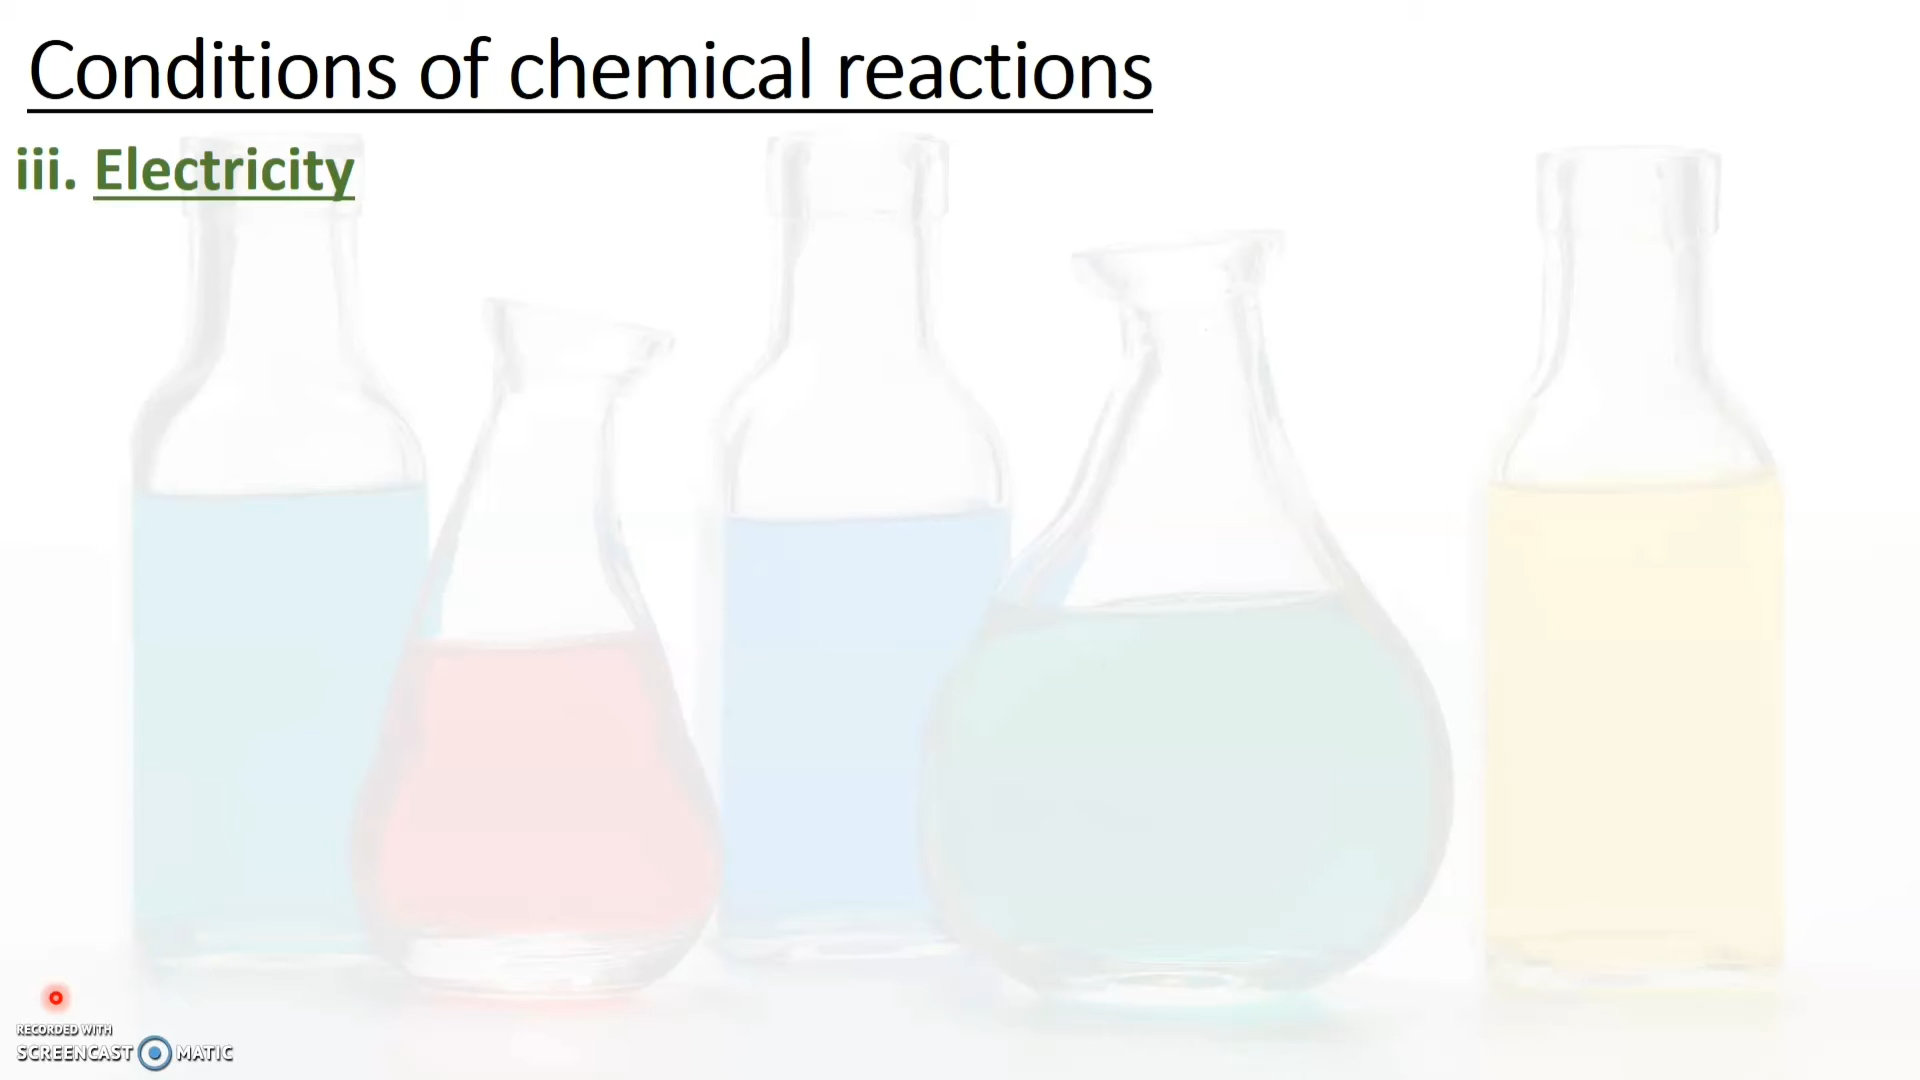 Conditions of chemical reactions
iii. Electricity
RECORDED WITH
SCREENCAST MATIC